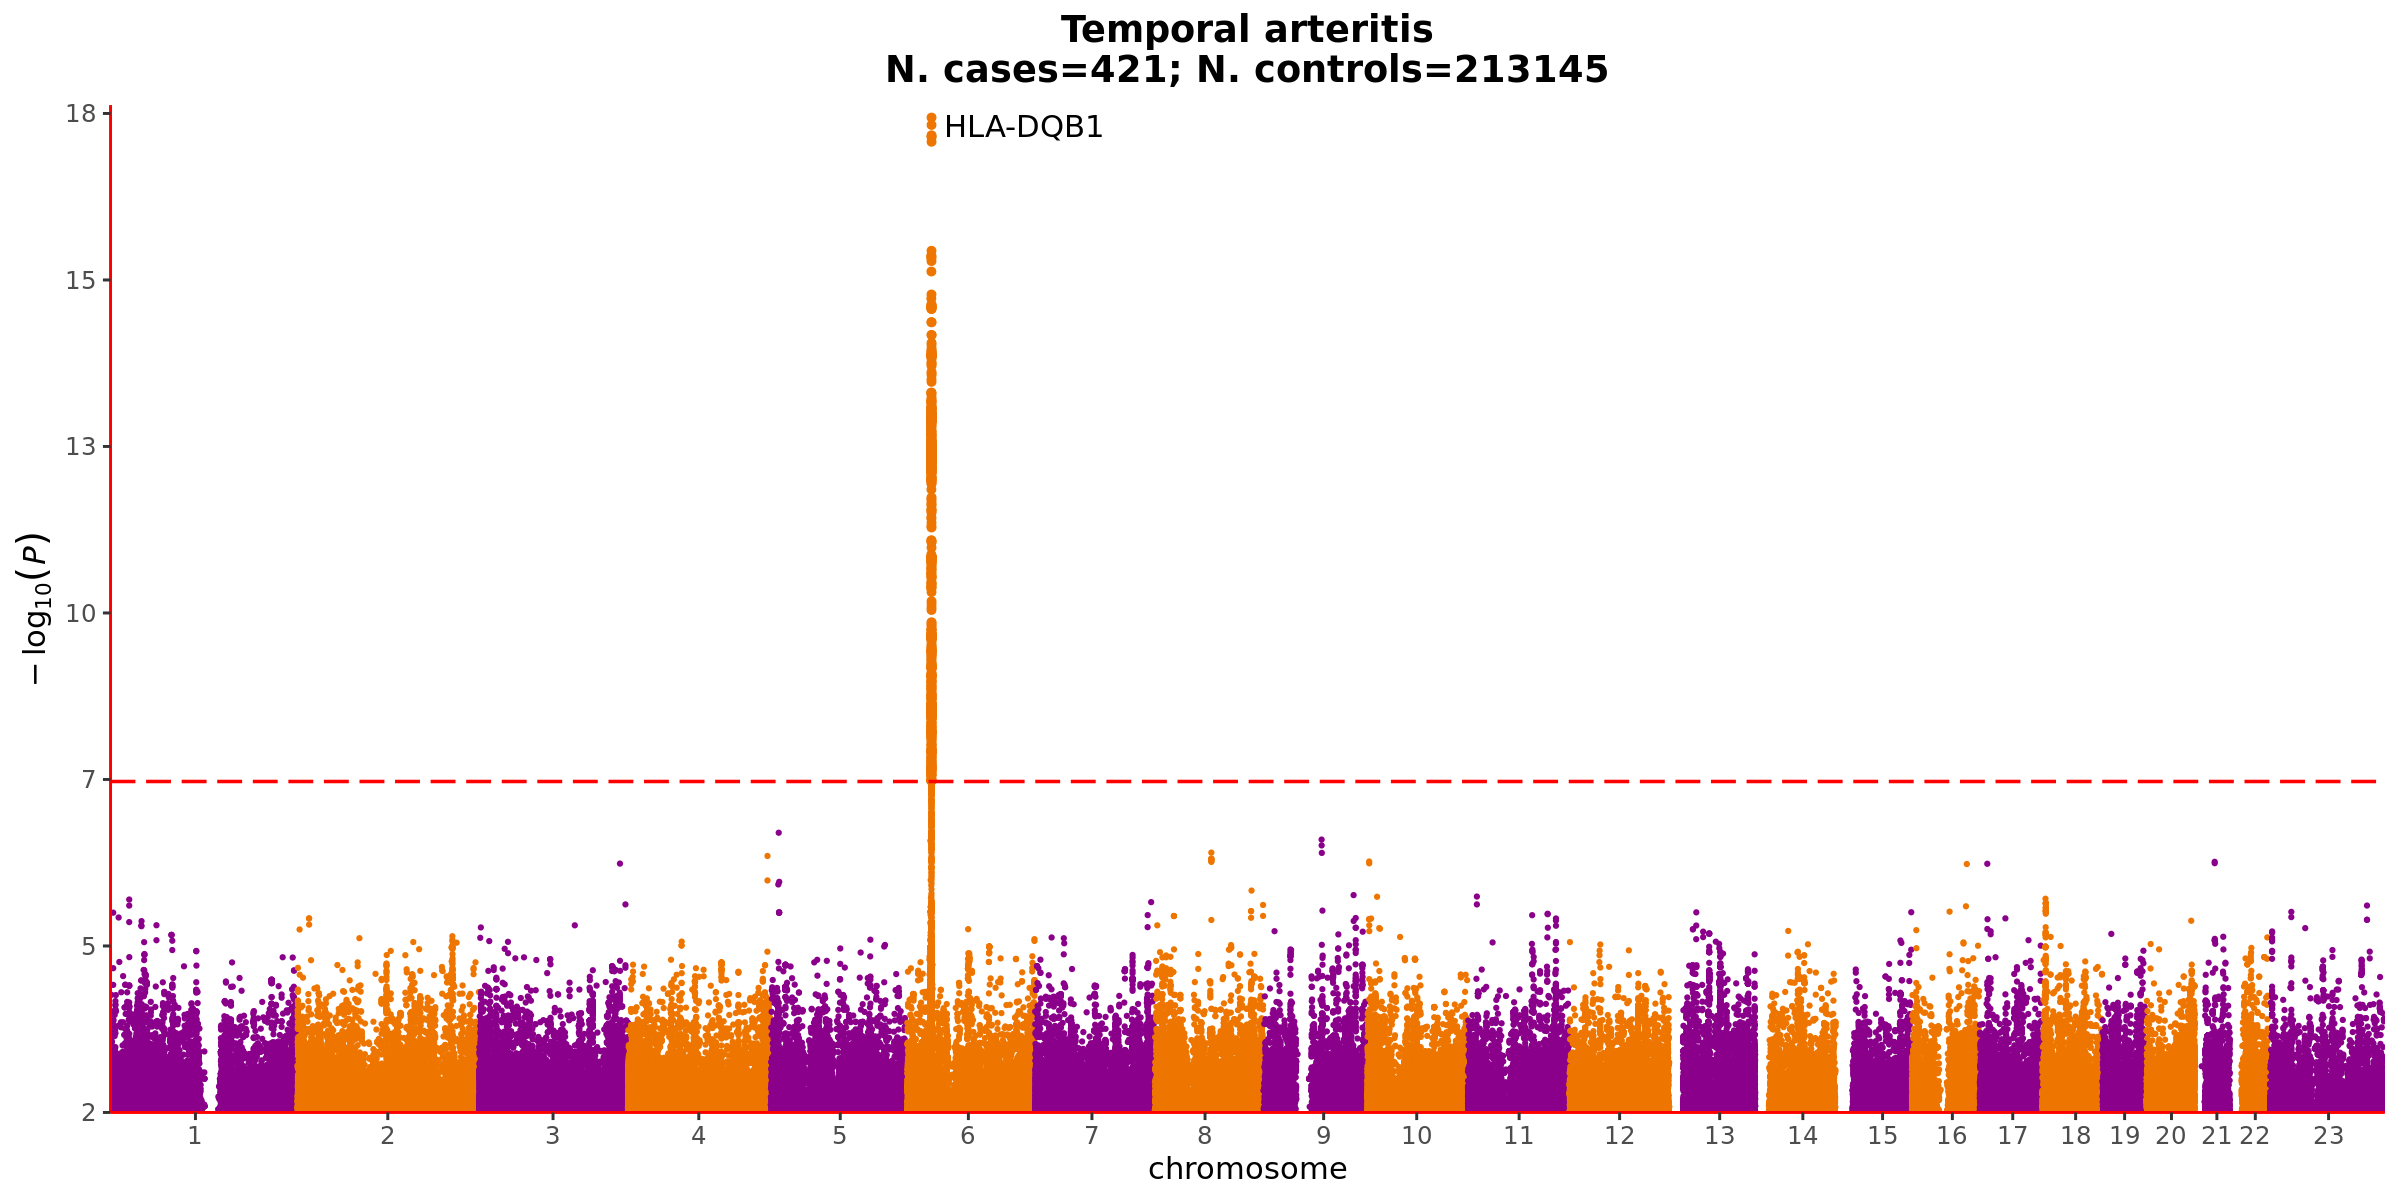 Temporal arteritis
N. cases=421; N. controls=213145
18
HLA-DQB1
15
13
10
7
5
2
− log10(P)
1 2 3 4 5 6 7 8 9 10 11 12 13 14 15 16 17 18 19 20 21 22 23
chromosome